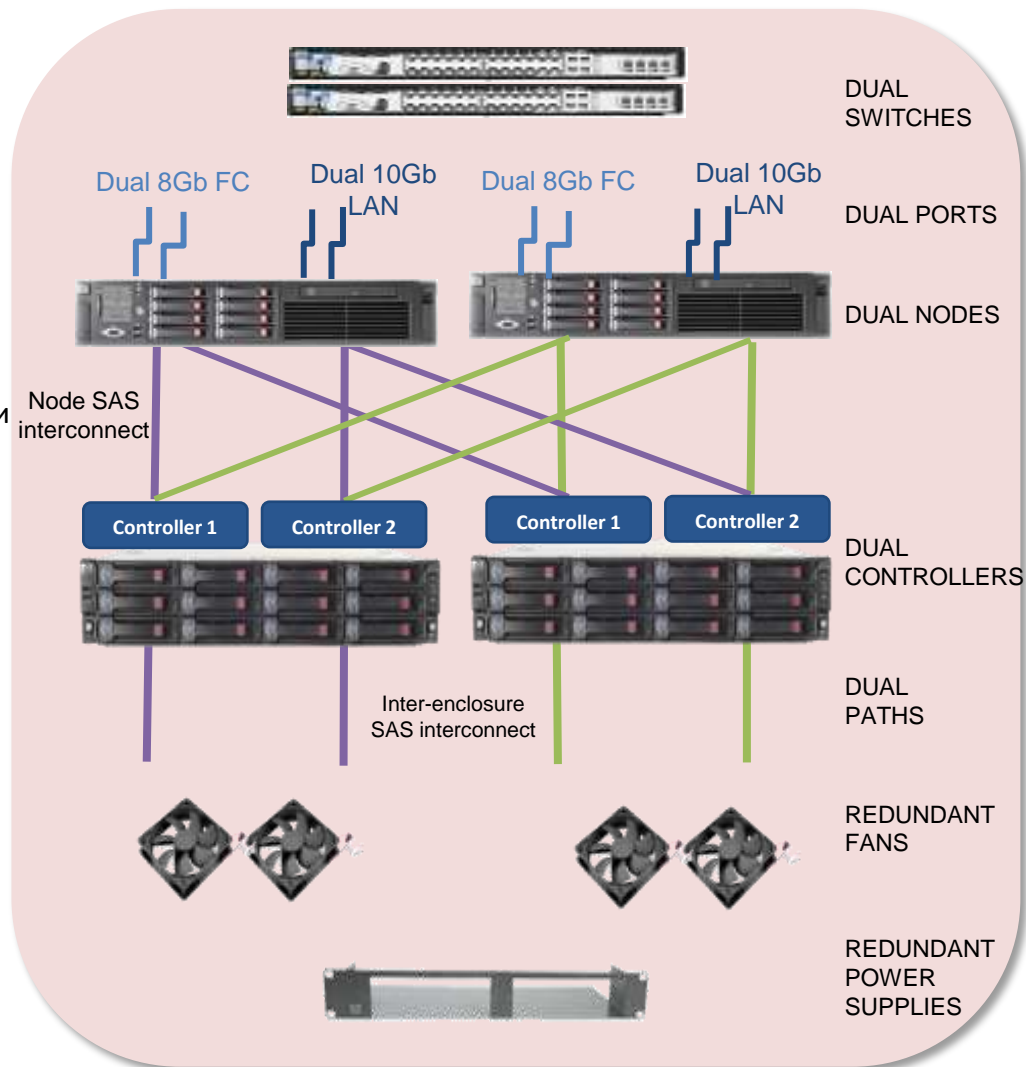 DUAL
SWITCHES
Dual 8Gb FC
Dual 10Gb
LAN
Dual 8Gb FC
Dual 10Gb
LAN
DUAL PORTS
DUAL NODES
Node SAS
interconnect
Controller 1
Controller 2
Controller 1
Controller 2
DUAL
CONTROLLERS
Inter-enclosure
SAS interconnect
DUAL
PATHS
REDUNDANT
FANS
REDUNDANT
POWER
SUPPLIES